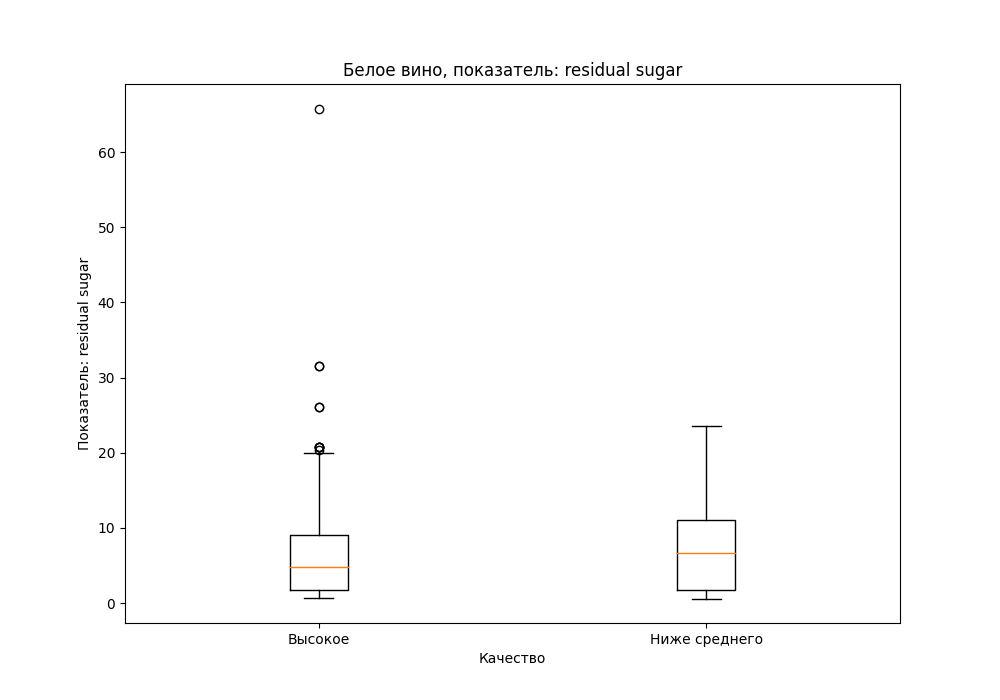 Белое вино, показатель: residual sugar
Показатель: residual sugar
60
50
40
30
20
10
0
Высокое
Ниже среднего
Качество